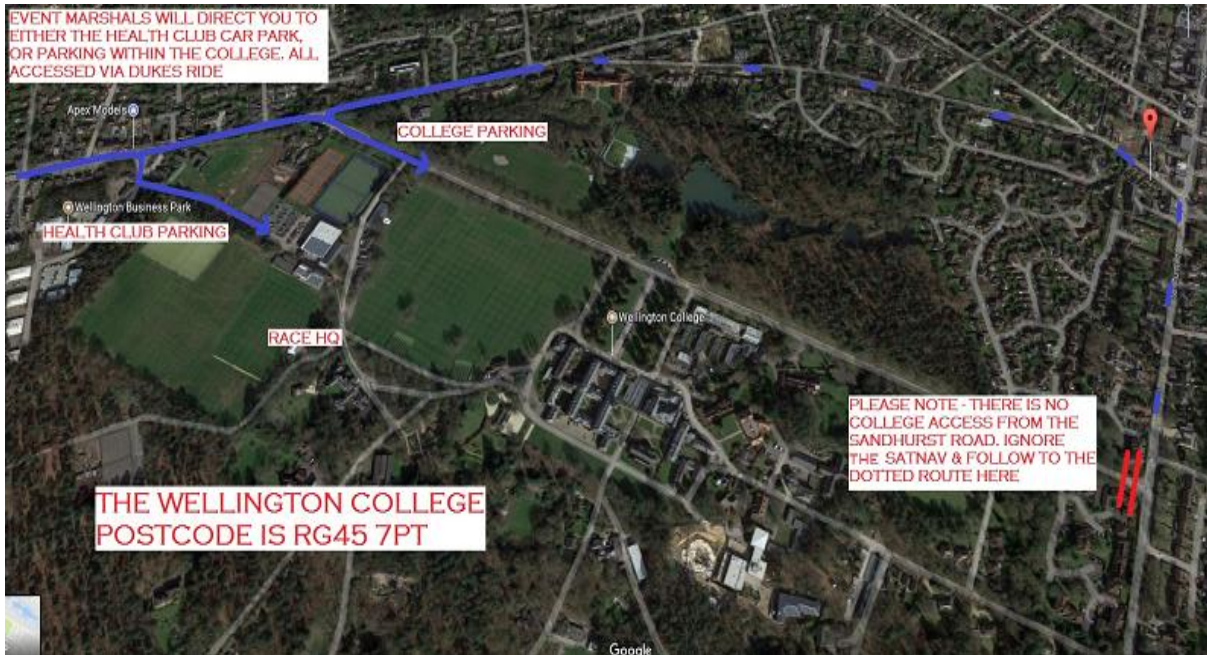 EVENT MARSHALS WILL DIRECT YOU TO
EITHER THE HEALTH CLUB CAR PARK,
OR PARKING WITHIN THE COLLEGE. ALL
ACCESSED VIA DUKES RIDE
Apex Models
COLLEGE PARKING
Wellington Business Park
HEALTH CLUB PARKING
RACE HQ
Wellington College
PLEASE NOTE - THERE IS NO
COLLEGE ACCESS FROM THE
SANDHURST ROAD. IGNORE
THE SATNAV & FOLLOW TO THE
DOTTED ROUTE HERE
THE WELLINGTON COLLEGE
POSTCODE IS RG45 7PT
Google